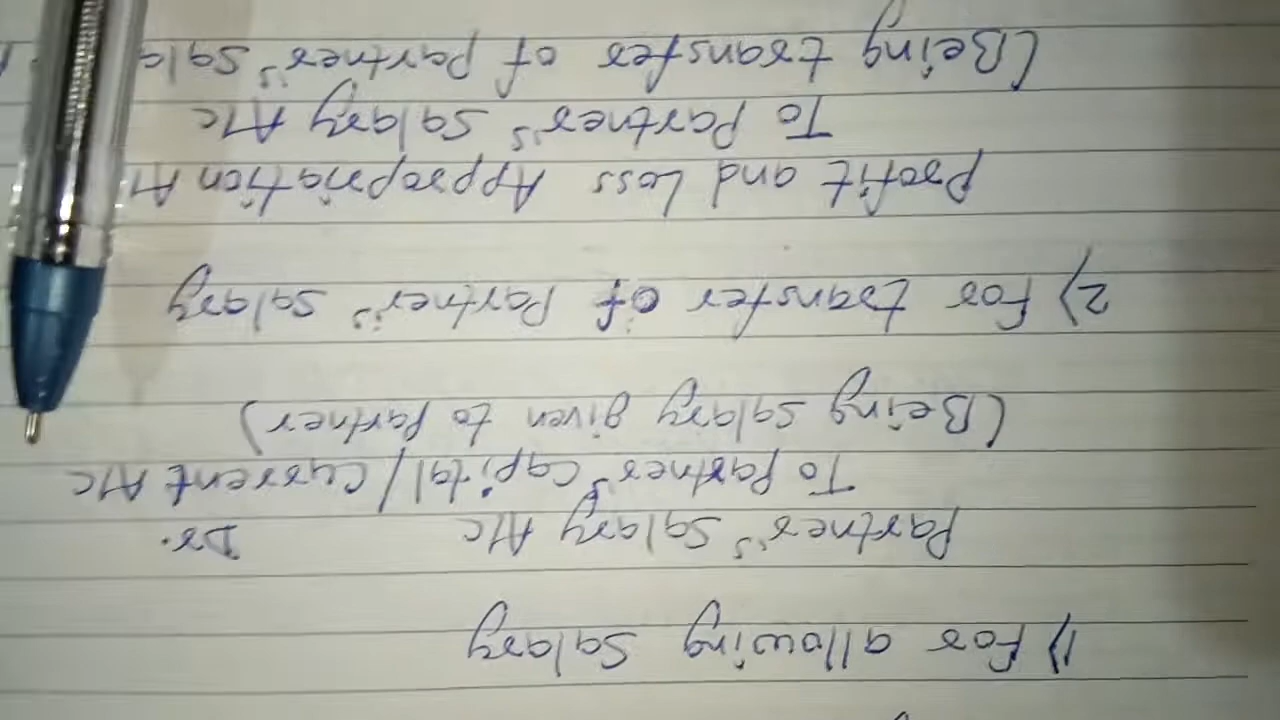 1) For allowing salary
Partner's salary A/c Dr.
To Partner's capital/current A/c
(Being salary given to partner)
2) For transfer of Partner's salary
Profit and Loss Appropriation A/
To Partner's salary A/c
(Being transfer of partner's sala